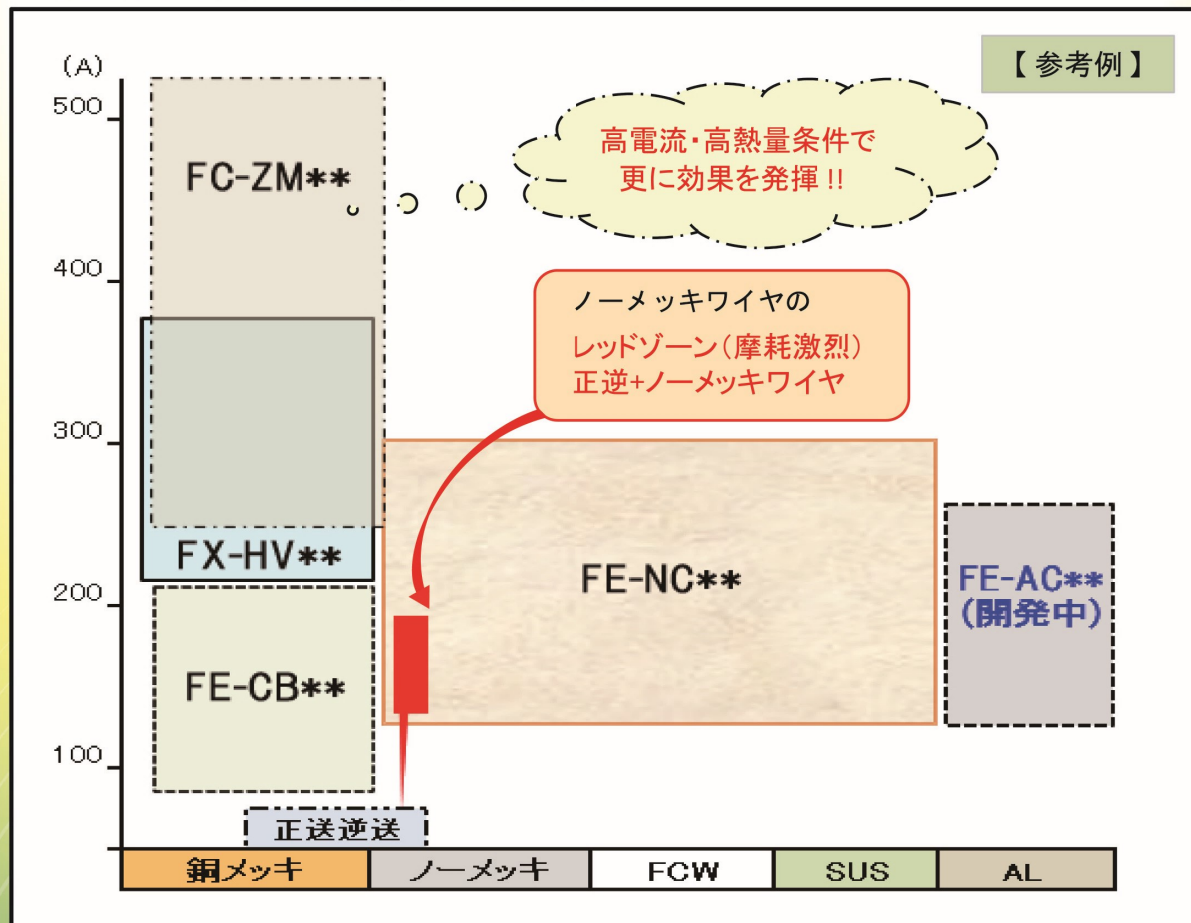 (A)
【参考例】
500
400
300
200
100
FC-ZM**
高電流・高熱量条件で
更に効果を発揮!!
ノーメッキワイヤの
レッドゾーン(摩耗激烈)
正逆+ノーメッキワイヤ
FX-HV**
FE-NC**
FE-AC**
(開発中)
FE-CB**
正送逆送
銅メッキ
ノーメッキ
FCW
SUS
AL